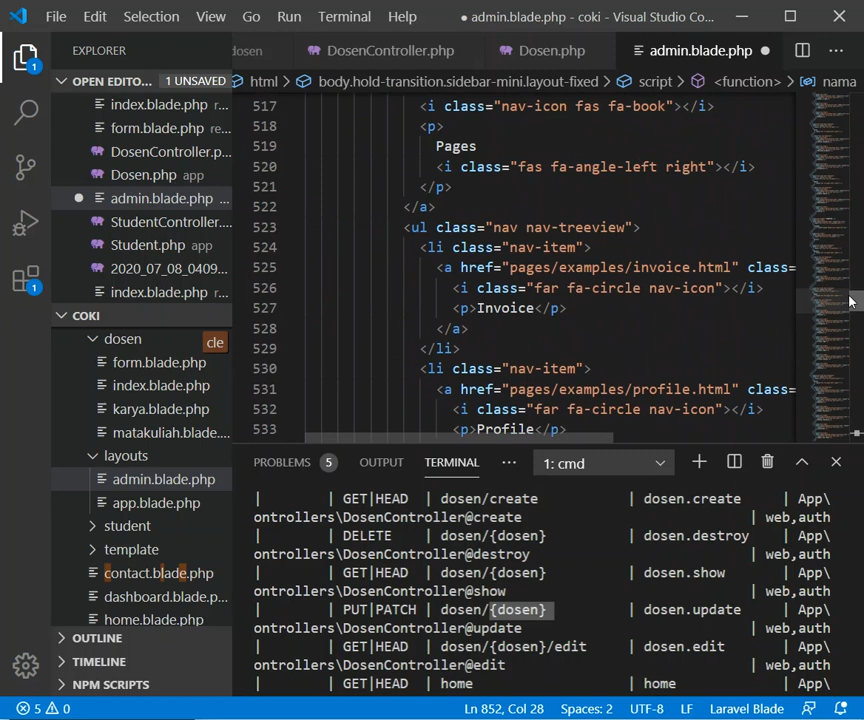 File Edit Selection View Go Run Terminal Help ● admin.blade.php - coki - Visual Studio Co...
EXPLORER
dosen DosenController.php Dosen.php admin.blade.php ●
OPEN EDITO... 1 UNSAVED
html > body.hold-transition.sidebar-mini.layout-fixed > script > <function> > nama
index.blade.php r...
form.blade.php re...
DosenController.p...
Dosen.php app
admin.blade.php ...
StudentController....
Student.php app
2020_07_08_0409...
index.blade.php r...
517 <i class="nav-icon fas fa-book"></i>
518 <p>
519 Pages
520 <i class="fas fa-angle-left right"></i>
521 </p>
522 </a>
523 <ul class="nav nav-treeview">
524 <li class="nav-item">
525 <a href="pages/examples/invoice.html" class=
526 <i class="far fa-circle nav-icon"></i>
527 <p>Invoice</p>
528 </a>
529 </li>
530 <li class="nav-item">
531 <a href="pages/examples/profile.html" class=
532 <i class="far fa-circle nav-icon"></i>
533 <p>Profile</p>
COKI
dosen
cle
form.blade.php
index.blade.php
karya.blade.php
matakuliah.blade....
layouts
admin.blade.php
app.blade.php
student
template
contact.blade.php
dashboard.blade.p...
home.blade.php
OUTLINE
TIMELINE
NPM SCRIPTS
1
1
PROBLEMS 5 OUTPUT TERMINAL ... 1: cmd
| | GET|HEAD | dosen/create | dosen.create | App\
ontrollers\DosenController@create | web,auth
| | DELETE | dosen/{dosen} | dosen.destroy | App\
ontrollers\DosenController@destroy | web,auth
| | GET|HEAD | dosen/{dosen} | dosen.show | App\
ontrollers\DosenController@show | web,auth
| | PUT|PATCH | dosen/{dosen} | dosen.update | App\
ontrollers\DosenController@update | web,auth
| | GET|HEAD | dosen/{dosen}/edit | dosen.edit | App\
ontrollers\DosenController@edit | web,auth
| | GET|HEAD | home | home | App\
5 0 Ln 852, Col 28 Spaces: 2 UTF-8 LF Laravel Blade